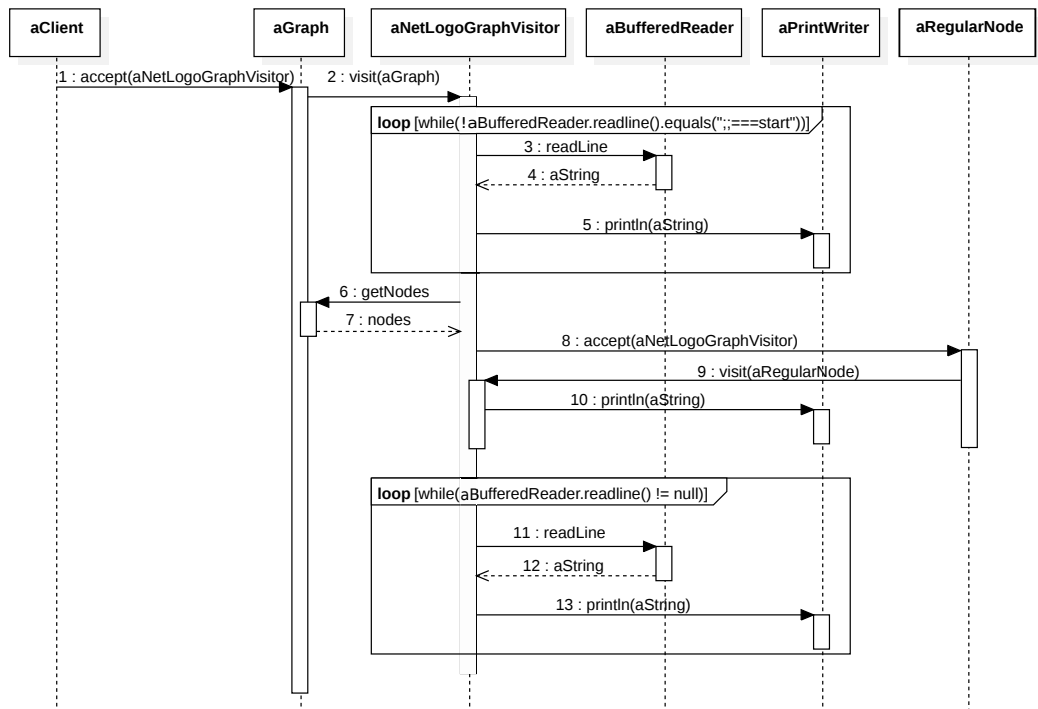 aClient
aGraph
aNetLogoGraphVisitor
aBufferedReader
aPrintWriter
aRegularNode
1 : accept(aNetLogoGraphVisitor)
2 : visit(aGraph)
loop [while(!aBufferedReader.readline().equals(";;===start"))]
3 : readLine
4 : aString
5 : println(aString)
6 : getNodes
7 : nodes
8 : accept(aNetLogoGraphVisitor)
9 : visit(aRegularNode)
10 : println(aString)
loop [while(aBufferedReader.readline() != null)]
11 : readLine
12 : aString
13 : println(aString)